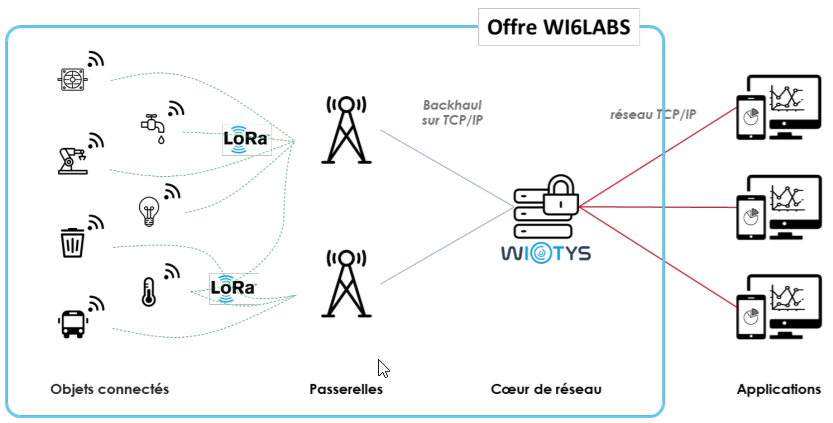 Offre WI6LABS
Backhaul
sur TCP/IP
réseau TCP/IP
LoRa
WIOTYS
LoRa
Objets connectés
Passerelles
Cœur de réseau
Applications